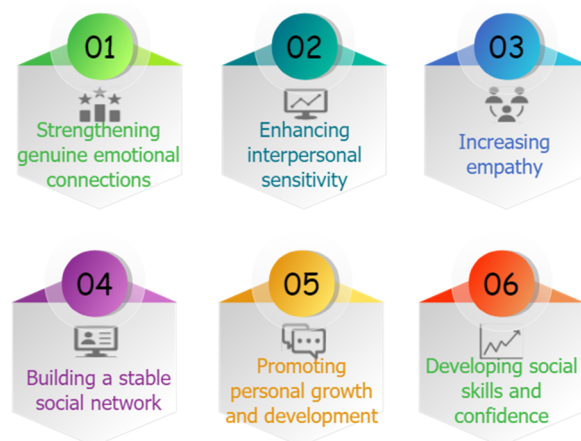 01
Strengthening
genuine emotional
connections
02
Enhancing
interpersonal
sensitivity
03
Increasing
empathy
04
Building a stable
social network
05
Promoting
personal growth
and development
06
Developing social
skills and
confidence